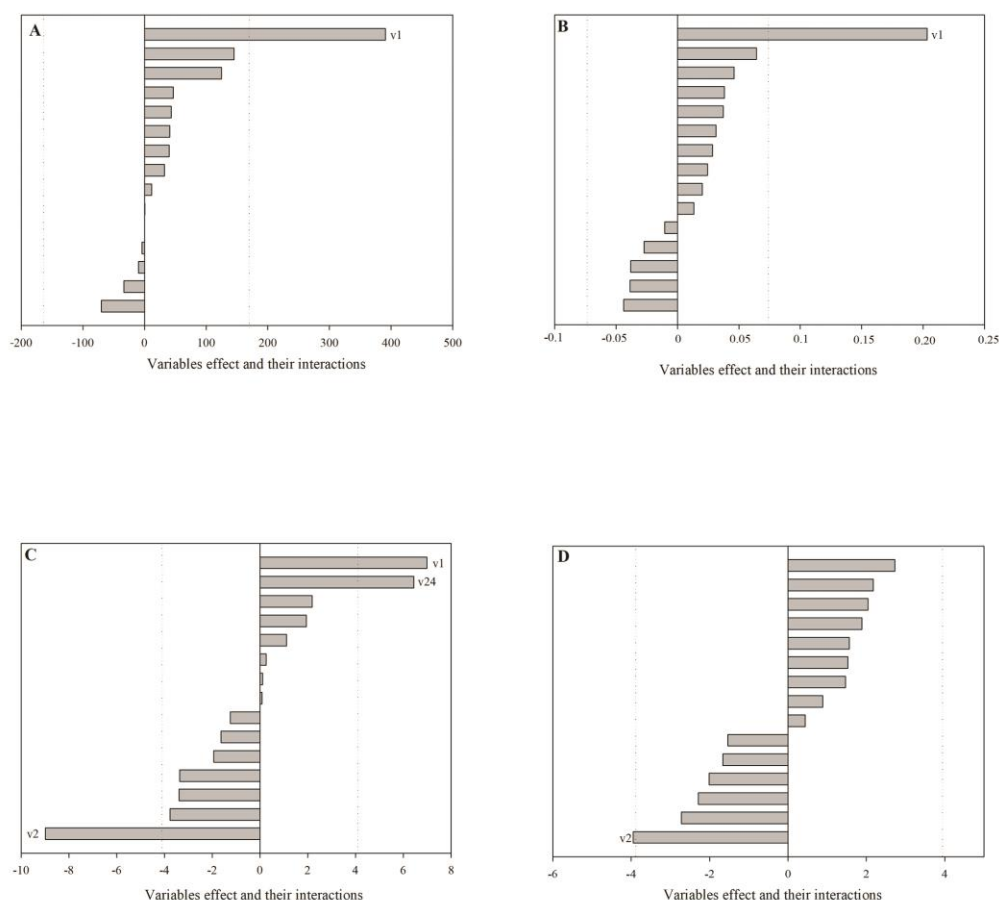 A
v1
-200 -100 0 100 200 300 400 500
Variables effect and their interactions
B
v1
-0.1 -0.05 0 0.05 0.1 0.15 0.20 0.25
Variables effect and their interactions
C
v1
v24
v2
-10 -8 -6 -4 -2 0 2 4 6 8
Variables effect and their interactions
D
v2
-6 -4 -2 0 2 4
Variables effect and their interactions